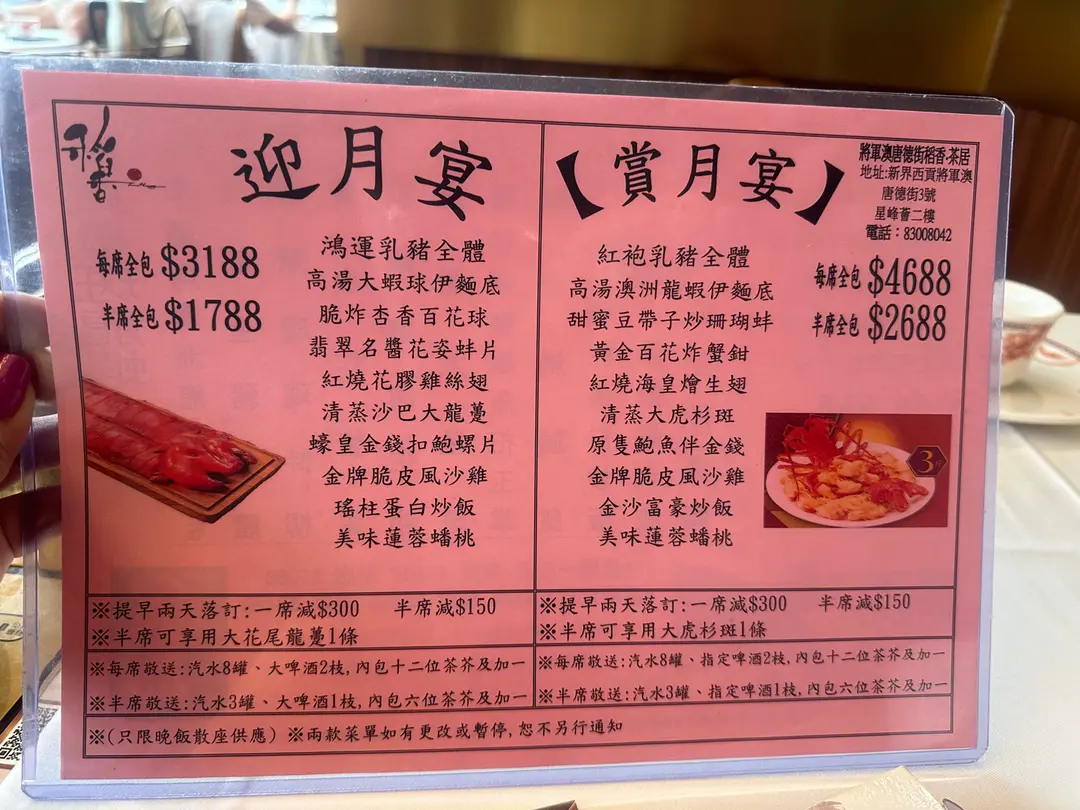 稻香
迎月宴
每席全包 $3188
半席全包 $1788
鴻運乳豬全體
高湯大蝦球伊麵底
脆炸杏香百花球
翡翠名醬花姿蚌片
紅燒花膠雞絲翅
清蒸沙巴大龍躉
蠔皇金錢扣鮑螺片
金牌脆皮風沙雞
瑤柱蛋白炒飯
美味蓮蓉蟠桃
※提早兩天落訂:一席減$300 半席減$150
※半席可享用大花尾龍躉1條
※每席敬送:汽水8罐、大啤酒2枝,內包十二位茶芥及加一
※半席敬送:汽水3罐、大啤酒1枝,內包六位茶芥及加一
【賞月宴】
將軍澳唐德街稻香‧茶居
地址:新界西貢將軍澳
唐德街3號
星峰薈二樓
電話：83008042
每席全包 $4688
半席全包 $2688
紅袍乳豬全體
高湯澳洲龍蝦伊麵底
甜蜜豆帶子炒珊瑚蚌
黃金百花炸蟹鉗
紅燒海皇燴生翅
清蒸大虎杉斑
原隻鮑魚伴金錢
金牌脆皮風沙雞
金沙富豪炒飯
美味蓮蓉蟠桃
3斤
※提早兩天落訂:一席減$300 半席減$150
※半席可享用大虎杉斑1條
※每席敬送:汽水8罐、指定啤酒2枝,內包十二位茶芥及加一
※半席敬送:汽水3罐、指定啤酒1枝,內包六位茶芥及加一
※(只限晚飯散座供應) ※兩款菜單如有更改或暫停,恕不另行通知